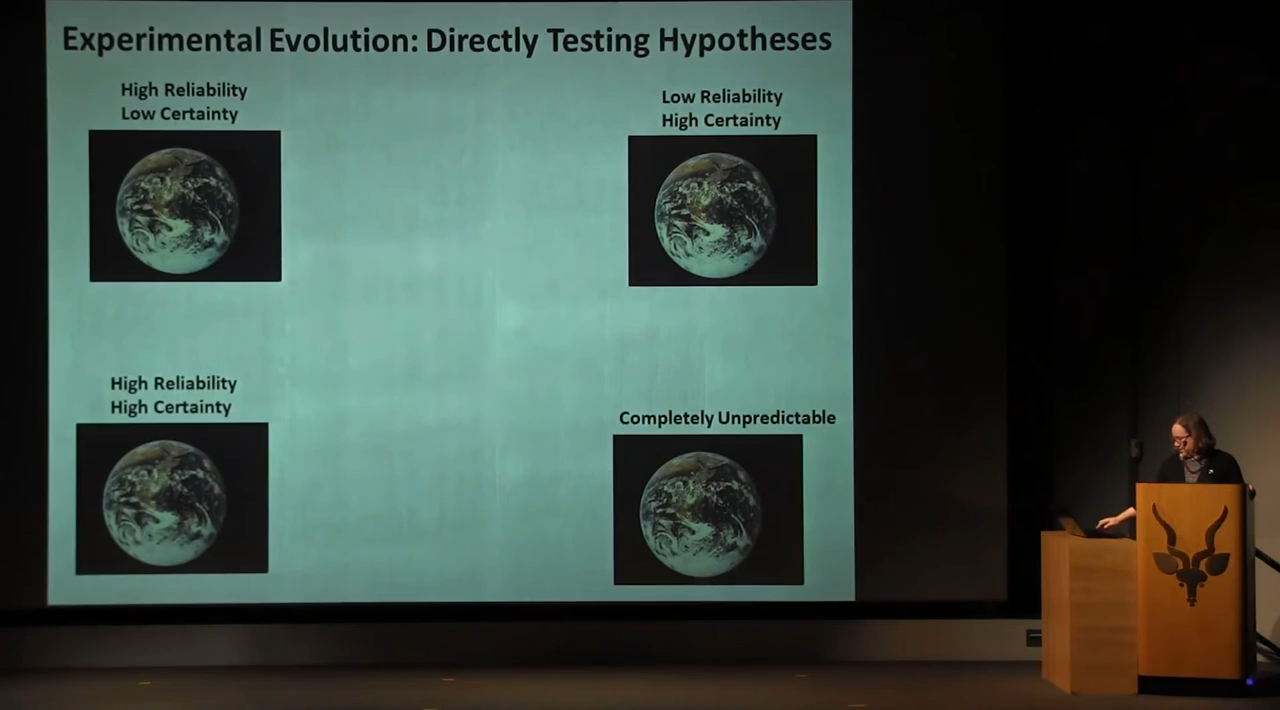 Experimental Evolution: Directly Testing Hypotheses
High Reliability
Low Certainty
Low Reliability
High Certainty
High Reliability
High Certainty
Completely Unpredictable